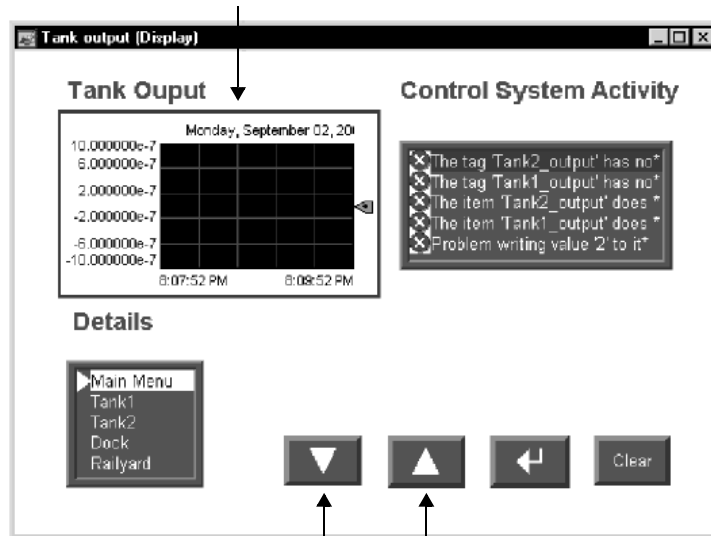 Tank output (Display)
Tank Ouput
Control System Activity
Monday, September 02, 20
10.000000e-7
6.000000e-7
2.000000e-7
-2.000000e-7
-6.000000e-7
-10.000000e-7
8:07:52 PM
8:09:52 PM
The tag 'Tank2_output' has no*
The tag 'Tank1_output' has no*
The item 'Tank2_output' does *
The item 'Tank1_output' does *
Problem writing value '2' to it*
Details
Main Menu
Tank1
Tank2
Dock
Railyard
Clear